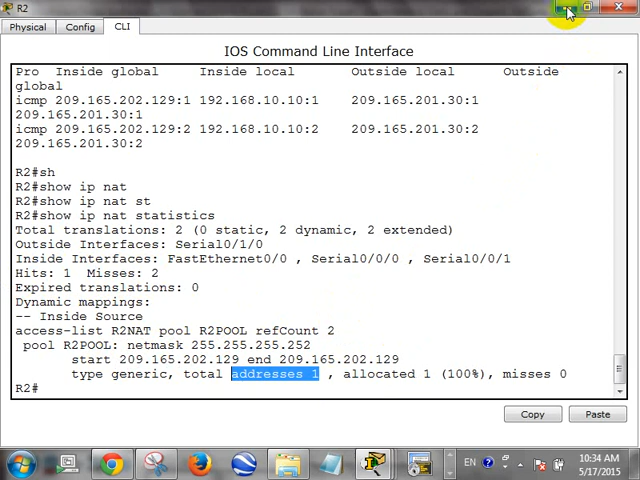 R2
Physical Config CLI
IOS Command Line Interface
Pro Inside global Inside local Outside local Outside
global
icmp 209.165.202.129:1 192.168.10.10:1 209.165.201.30:1
209.165.201.30:1
icmp 209.165.202.129:2 192.168.10.10:2 209.165.201.30:2
209.165.201.30:2
R2#sh
R2#show ip nat
R2#show ip nat st
R2#show ip nat statistics
Total translations: 2 (0 static, 2 dynamic, 2 extended)
Outside Interfaces: Serial0/1/0
Inside Interfaces: FastEthernet0/0 , Serial0/0/0 , Serial0/0/1
Hits: 1 Misses: 2
Expired translations: 0
Dynamic mappings:
-- Inside Source
access-list R2NAT pool R2POOL refCount 2
pool R2POOL: netmask 255.255.255.252
start 209.165.202.129 end 209.165.202.129
type generic, total addresses 1 , allocated 1 (100%), misses 0
R2#
Copy Paste
EN 10:34 AM
5/17/2015